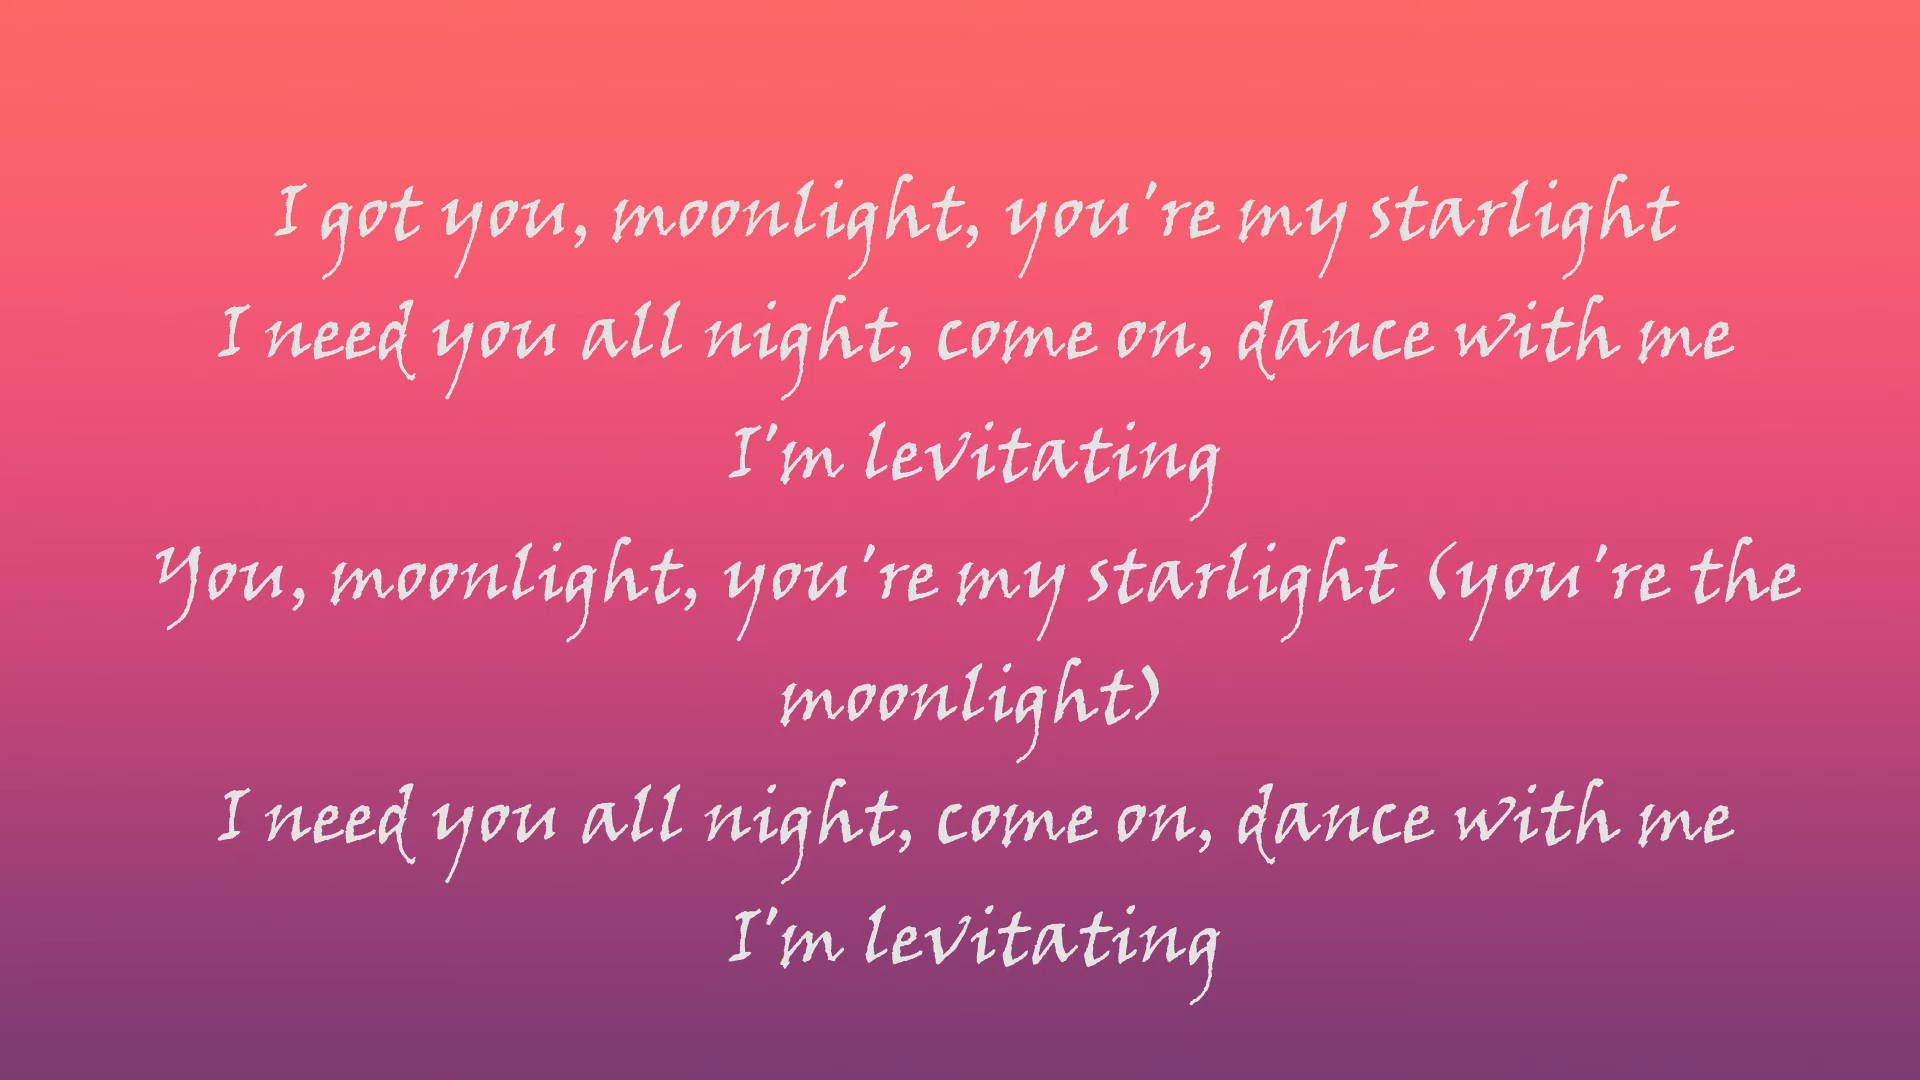 I got you, moonlight, you're my starlight
I need you all night, come on, dance with me
I'm levitating
You, moonlight, you're my starlight (you're the
moonlight)
I need you all night, come on, dance with me
I'm levitating